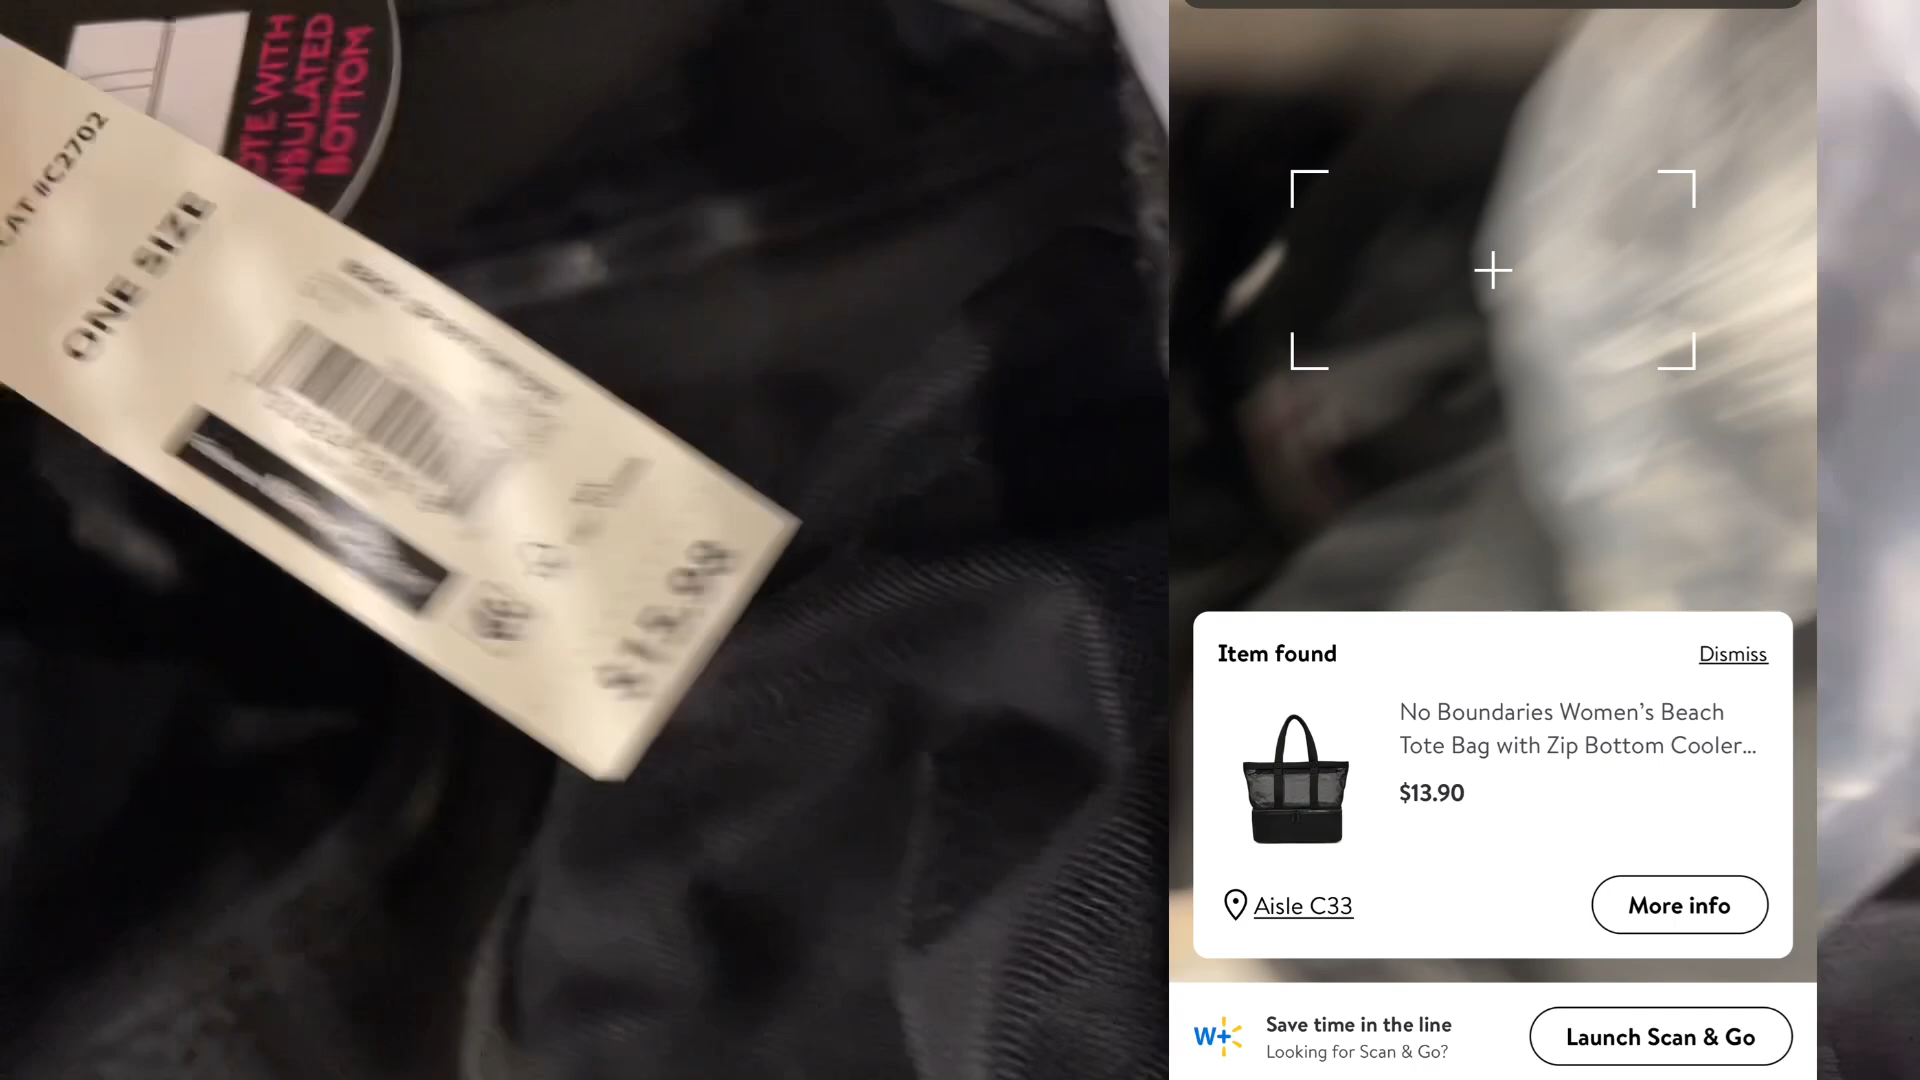 OTE WITH
INSULATED
BOTTOM
CAT #C2702
ONE SIZE
Item found
Dismiss
No Boundaries Women’s Beach
Tote Bag with Zip Bottom Cooler...
$13.90
Aisle C33
More info
W+
Save time in the line
Looking for Scan & Go?
Launch Scan & Go